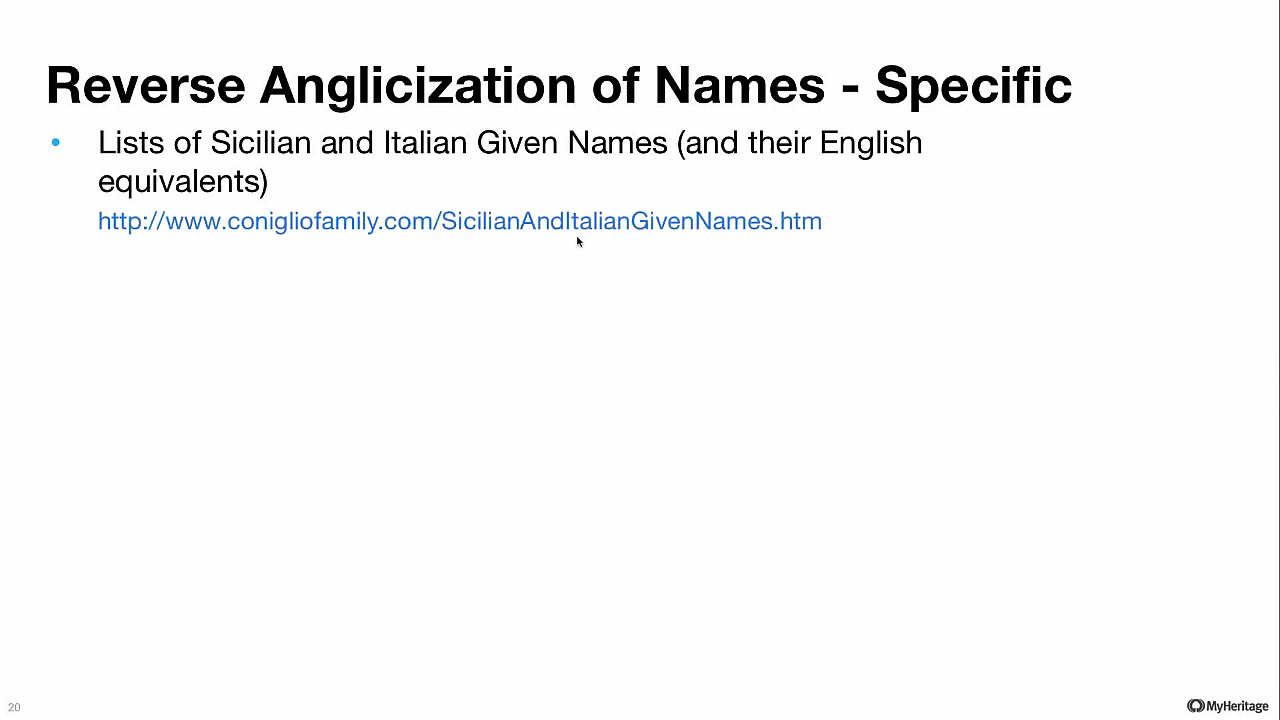 Reverse Anglicization of Names - Specific
• Lists of Sicilian and Italian Given Names (and their English
equivalents)
http://www.conigliofamily.com/SicilianAndItalianGivenNames.htm
20
MyHeritage